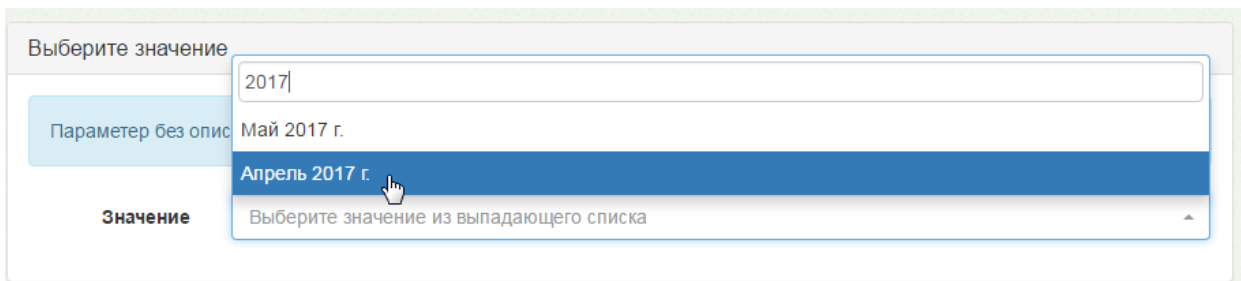 Выберите значение
2017
Параметр без опис
Май 2017 г.
Апрель 2017 г.
Значение
Выберите значение из выпадающего списка